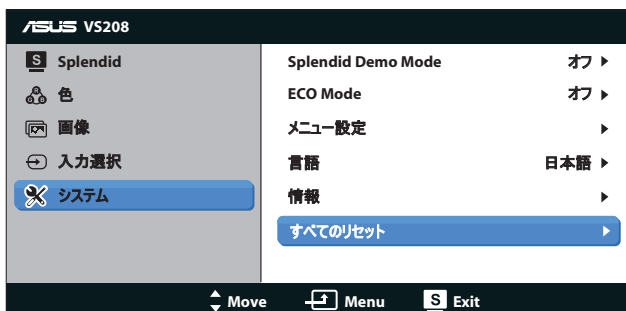 ASUS VS208
S Splendid
色
画像
入力選択
システム
Splendid Demo Mode オフ
ECO Mode オフ
メニュー設定
言語 日本語
情報
すべてのリセット
Move Menu S Exit